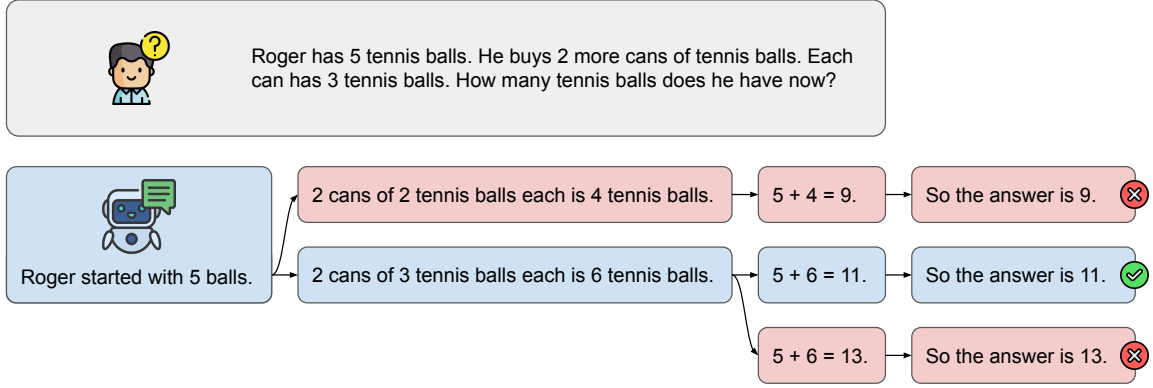 ?
Roger has 5 tennis balls. He buys 2 more cans of tennis balls. Each
can has 3 tennis balls. How many tennis balls does he have now?
2 cans of 2 tennis balls each is 4 tennis balls.
5 + 4 = 9.
So the answer is 9.
Roger started with 5 balls.
2 cans of 3 tennis balls each is 6 tennis balls.
5 + 6 = 11.
So the answer is 11.
5 + 6 = 13.
So the answer is 13.